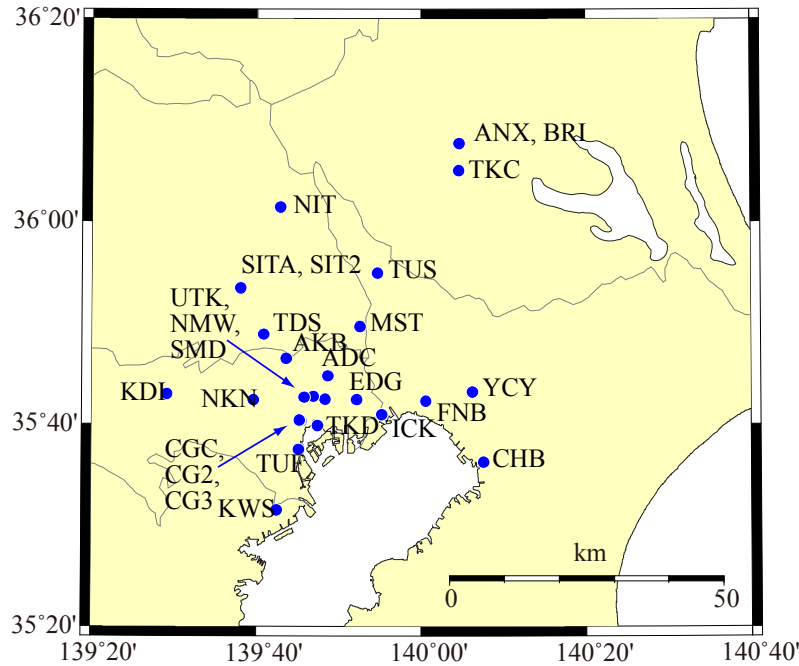 36°20'
ANX, BRI
TKC
36°00'
NIT
SITA, SIT2
TUS
UTK,
NMW,
SMD
TDS
MST
AKB
ADC
KDI
NKN
EDG
YCY
35°40'
FNB
TKD
ICK
CGC,
CG2,
CG3
TUF
CHB
KWS
km
0
50
35°20'
139°20'
139°40'
140°00'
140°20'
140°40'